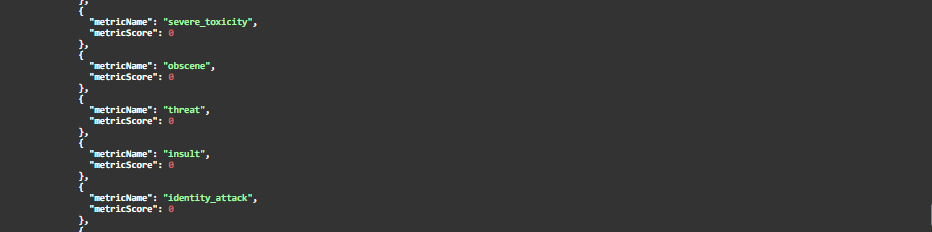 },
{
"metricName": "severe_toxicity",
"metricScore": 0
},
{
"metricName": "obscene",
"metricScore": 0
},
{
"metricName": "threat",
"metricScore": 0
},
{
"metricName": "insult",
"metricScore": 0
},
{
"metricName": "identity_attack",
"metricScore": 0
},
{